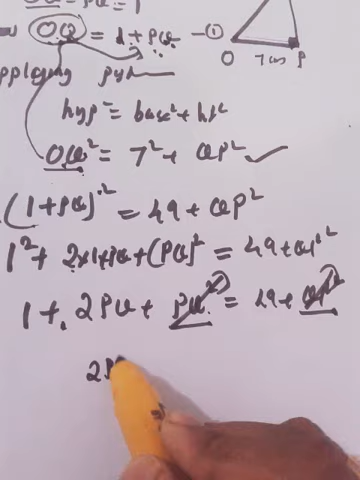 OQ = 1 + PQ. — ①
O 7cm P
Applying pyt
hyp² = base² + ht²
OQ² = 7² + QP² ✓
(1+PQ)² = 49 + QP²
1² + 2×1×PQ + (PQ)² = 49 + QP²
1 + 2PQ + PQ² = 49 + QP²
2P